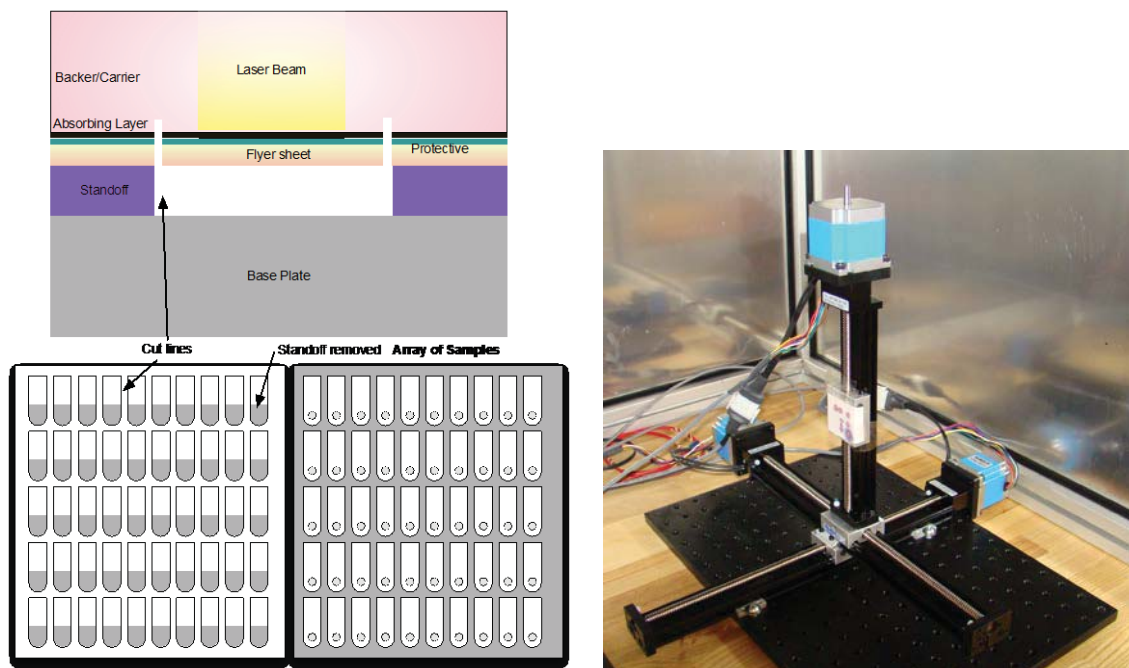 Laser Beam
Backer/Carrier
Absorbing Layer
Protective
Flyer sheet
Standoff
Base Plate
Cut lines
Standoff removed
Array of Samples